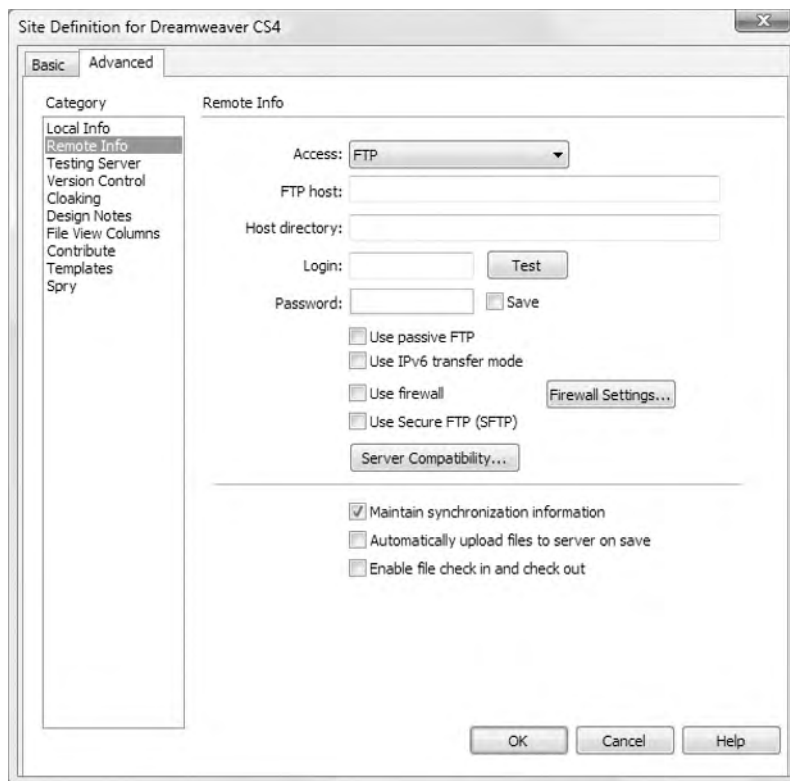 Site Definition for Dreamweaver CS4
Basic
Advanced
Category
Local Info
Remote Info
Testing Server
Version Control
Cloaking
Design Notes
File View Columns
Contribute
Templates
Spry
Remote Info
Access: FTP
FTP host:
Host directory:
Login: Test
Password: Save
Use passive FTP
Use IPv6 transfer mode
Use firewall Firewall Settings...
Use Secure FTP (SFTP)
Server Compatibility...
Maintain synchronization information
Automatically upload files to server on save
Enable file check in and check out
OK Cancel Help